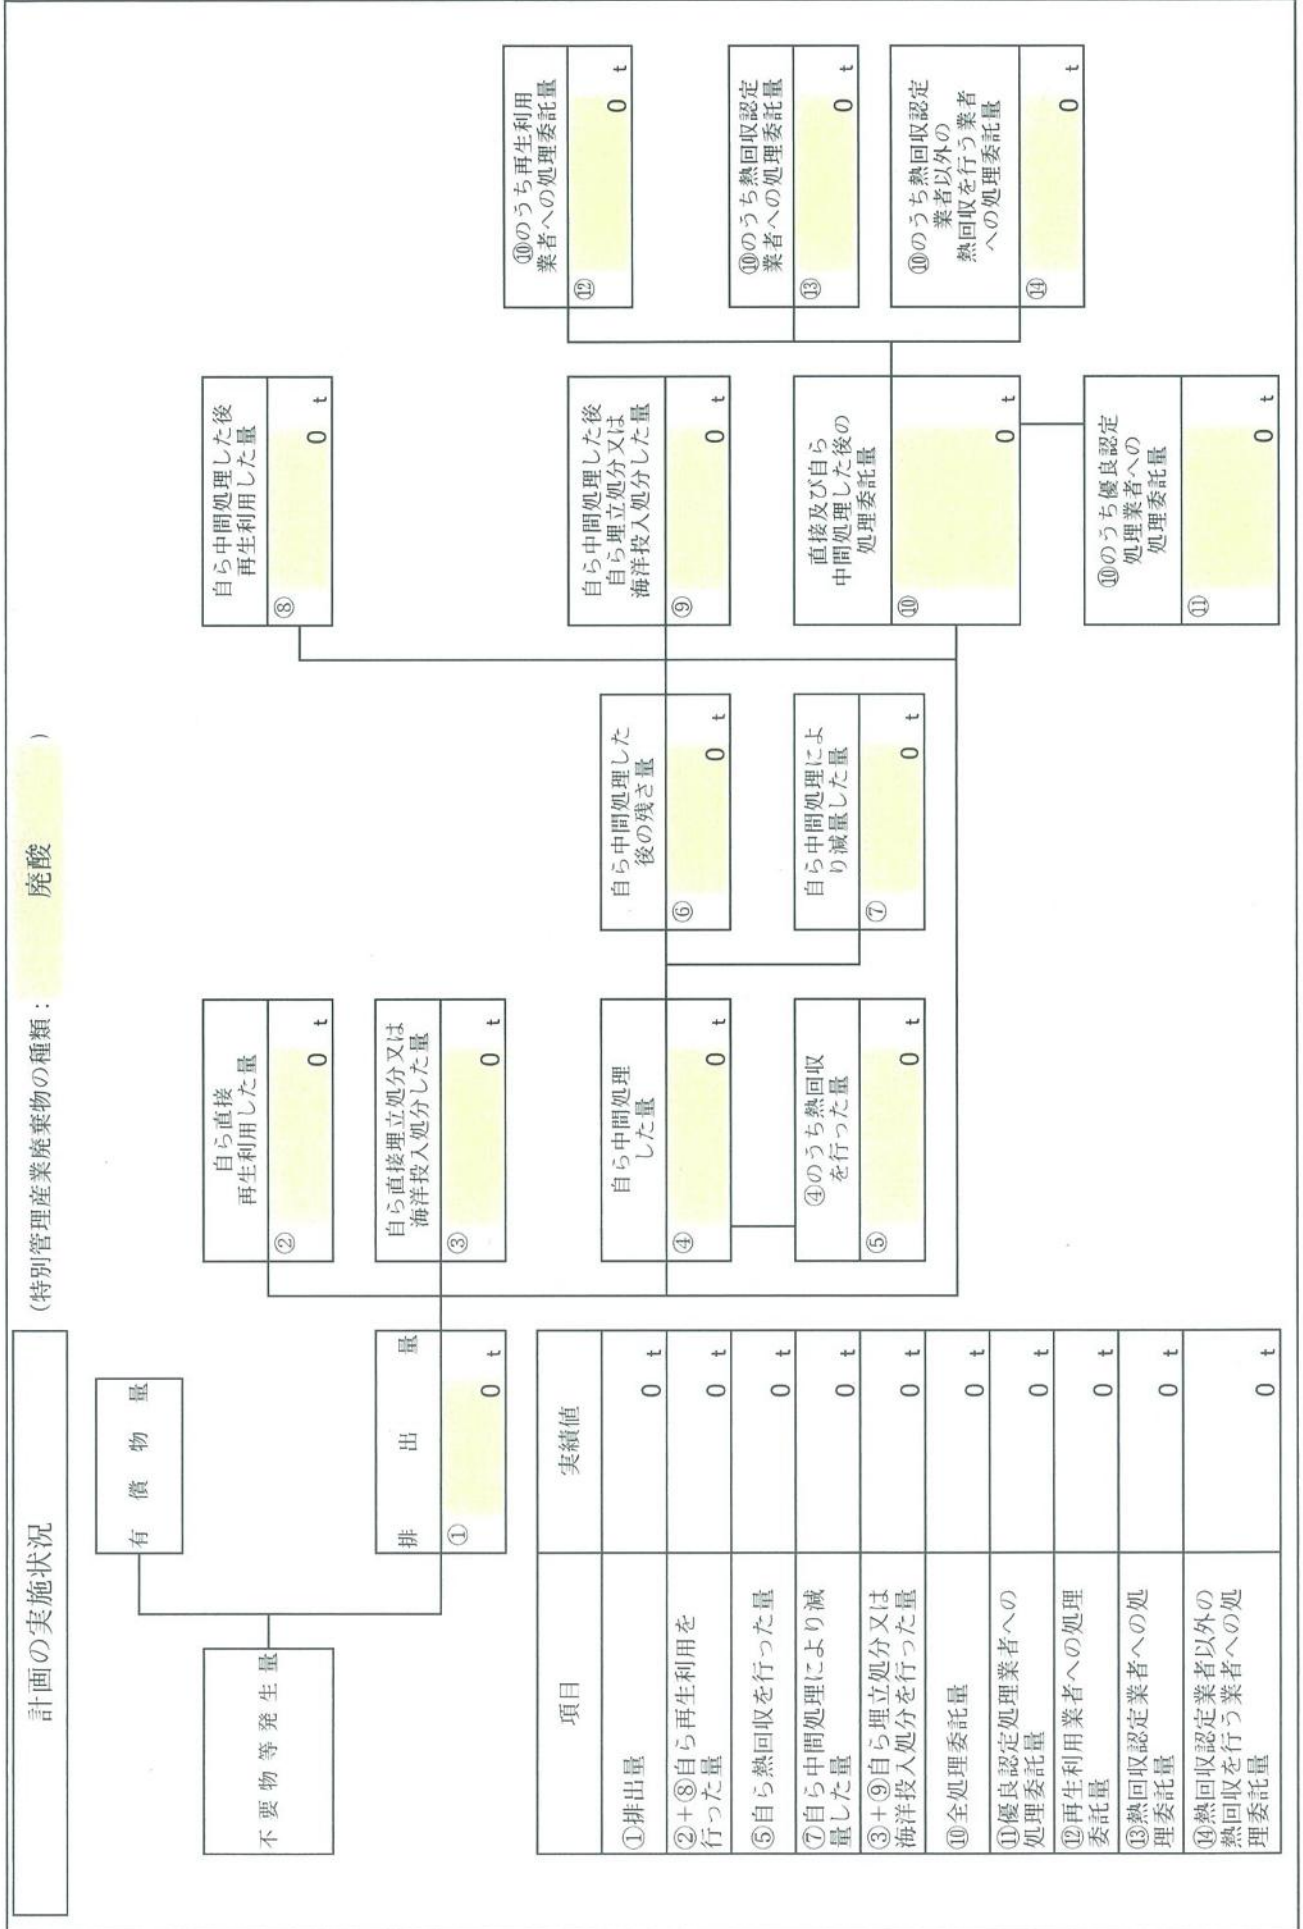 計画の実施状況
(特別管理産業廃棄物の種類: 廃酸 )
不要物等発生量
有償物量
排出量
① 0 t
自ら直接
再生利用した量
② 0 t
自ら直接埋立処分又は
海洋投入処分した量
③ 0 t
自ら中間処理
した量
④ 0 t
④のうち熱回収
を行った量
⑤ 0 t
自ら中間処理した
後の残さ量
⑥ 0 t
自ら中間処理によ
り減量した量
⑦ 0 t
自ら中間処理した後
再生利用した量
⑧ 0 t
自ら中間処理した後
自ら埋立処分又は
海洋投入処分した量
⑨ 0 t
直接及び自ら
中間処理した後の
処理委託量
⑩ 0 t
⑩のうち優良認定
処理業者への
処理委託量
⑪ 0 t
⑩のうち再生利用
業者への処理委託量
⑫ 0 t
⑩のうち熱回収認定
業者への処理委託量
⑬ 0 t
⑩のうち熱回収認定
業者以外の
熱回収を行う業者
への処理委託量
⑭ 0 t
項目 実績値
①排出量 0 t
②+⑧自ら再生利用を
行った量 0 t
⑤自ら熱回収を行った量 0 t
⑦自ら中間処理により減
量した量 0 t
③+⑨自ら埋立処分又は
海洋投入処分を行った量 0 t
⑩全処理委託量 0 t
⑪優良認定処理業者への
処理委託量 0 t
⑫再生利用業者への処理
委託量 0 t
⑬熱回収認定業者への処
理委託量 0 t
⑭熱回収認定業者以外の
熱回収を行う業者への処
理委託量 0 t